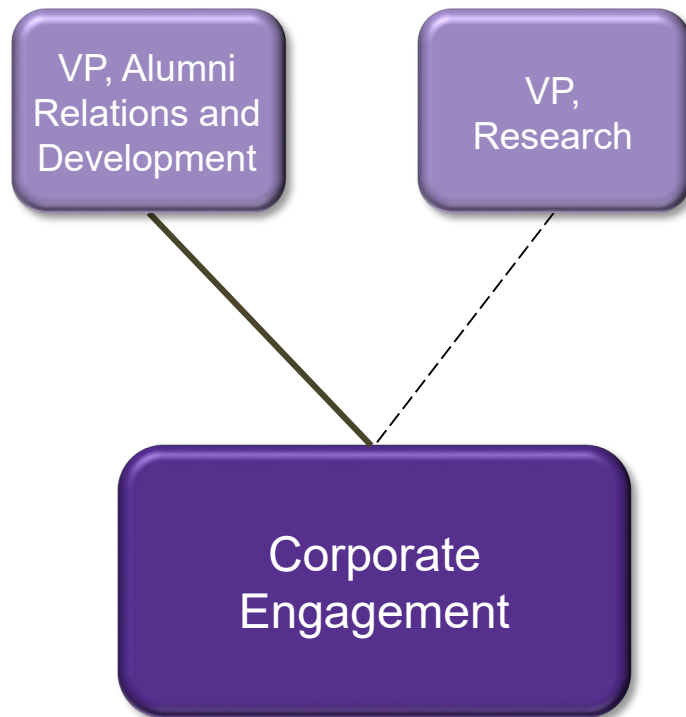 VP, Alumni
Relations and
Development
VP,
Research
Corporate
Engagement